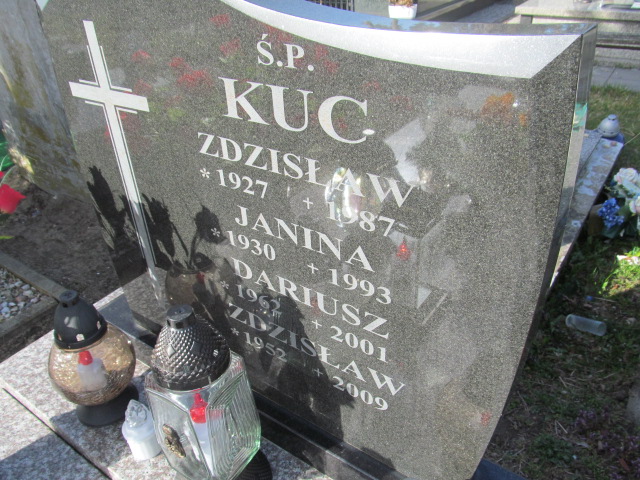 Ś.P.
KUC
ZDZISŁAW
* 1927 + 1987
JANINA
* 1930 + 1993
DARIUSZ
+ 2001
ZDZISŁAW
* 1952 + 2009